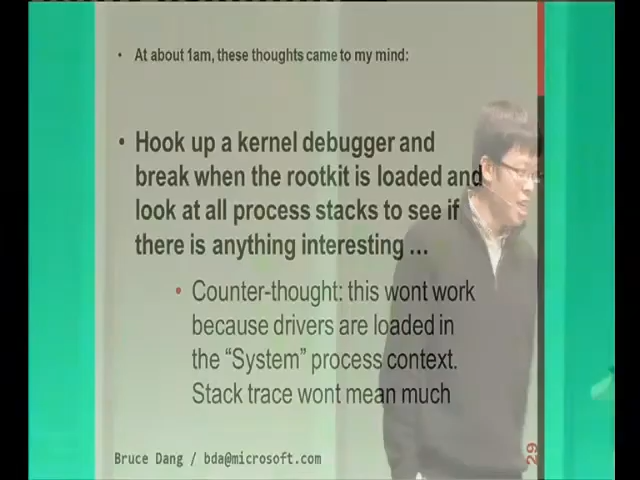 • At about 1am, these thoughts came to my mind:
• Hook up a kernel debugger and
break when the rootkit is loaded and
look at all process stacks to see if
there is anything interesting ...
• Counter-thought: this wont work
because drivers are loaded in
the “System” process context.
Stack trace wont mean much
Bruce Dang / bda@microsoft.com
29